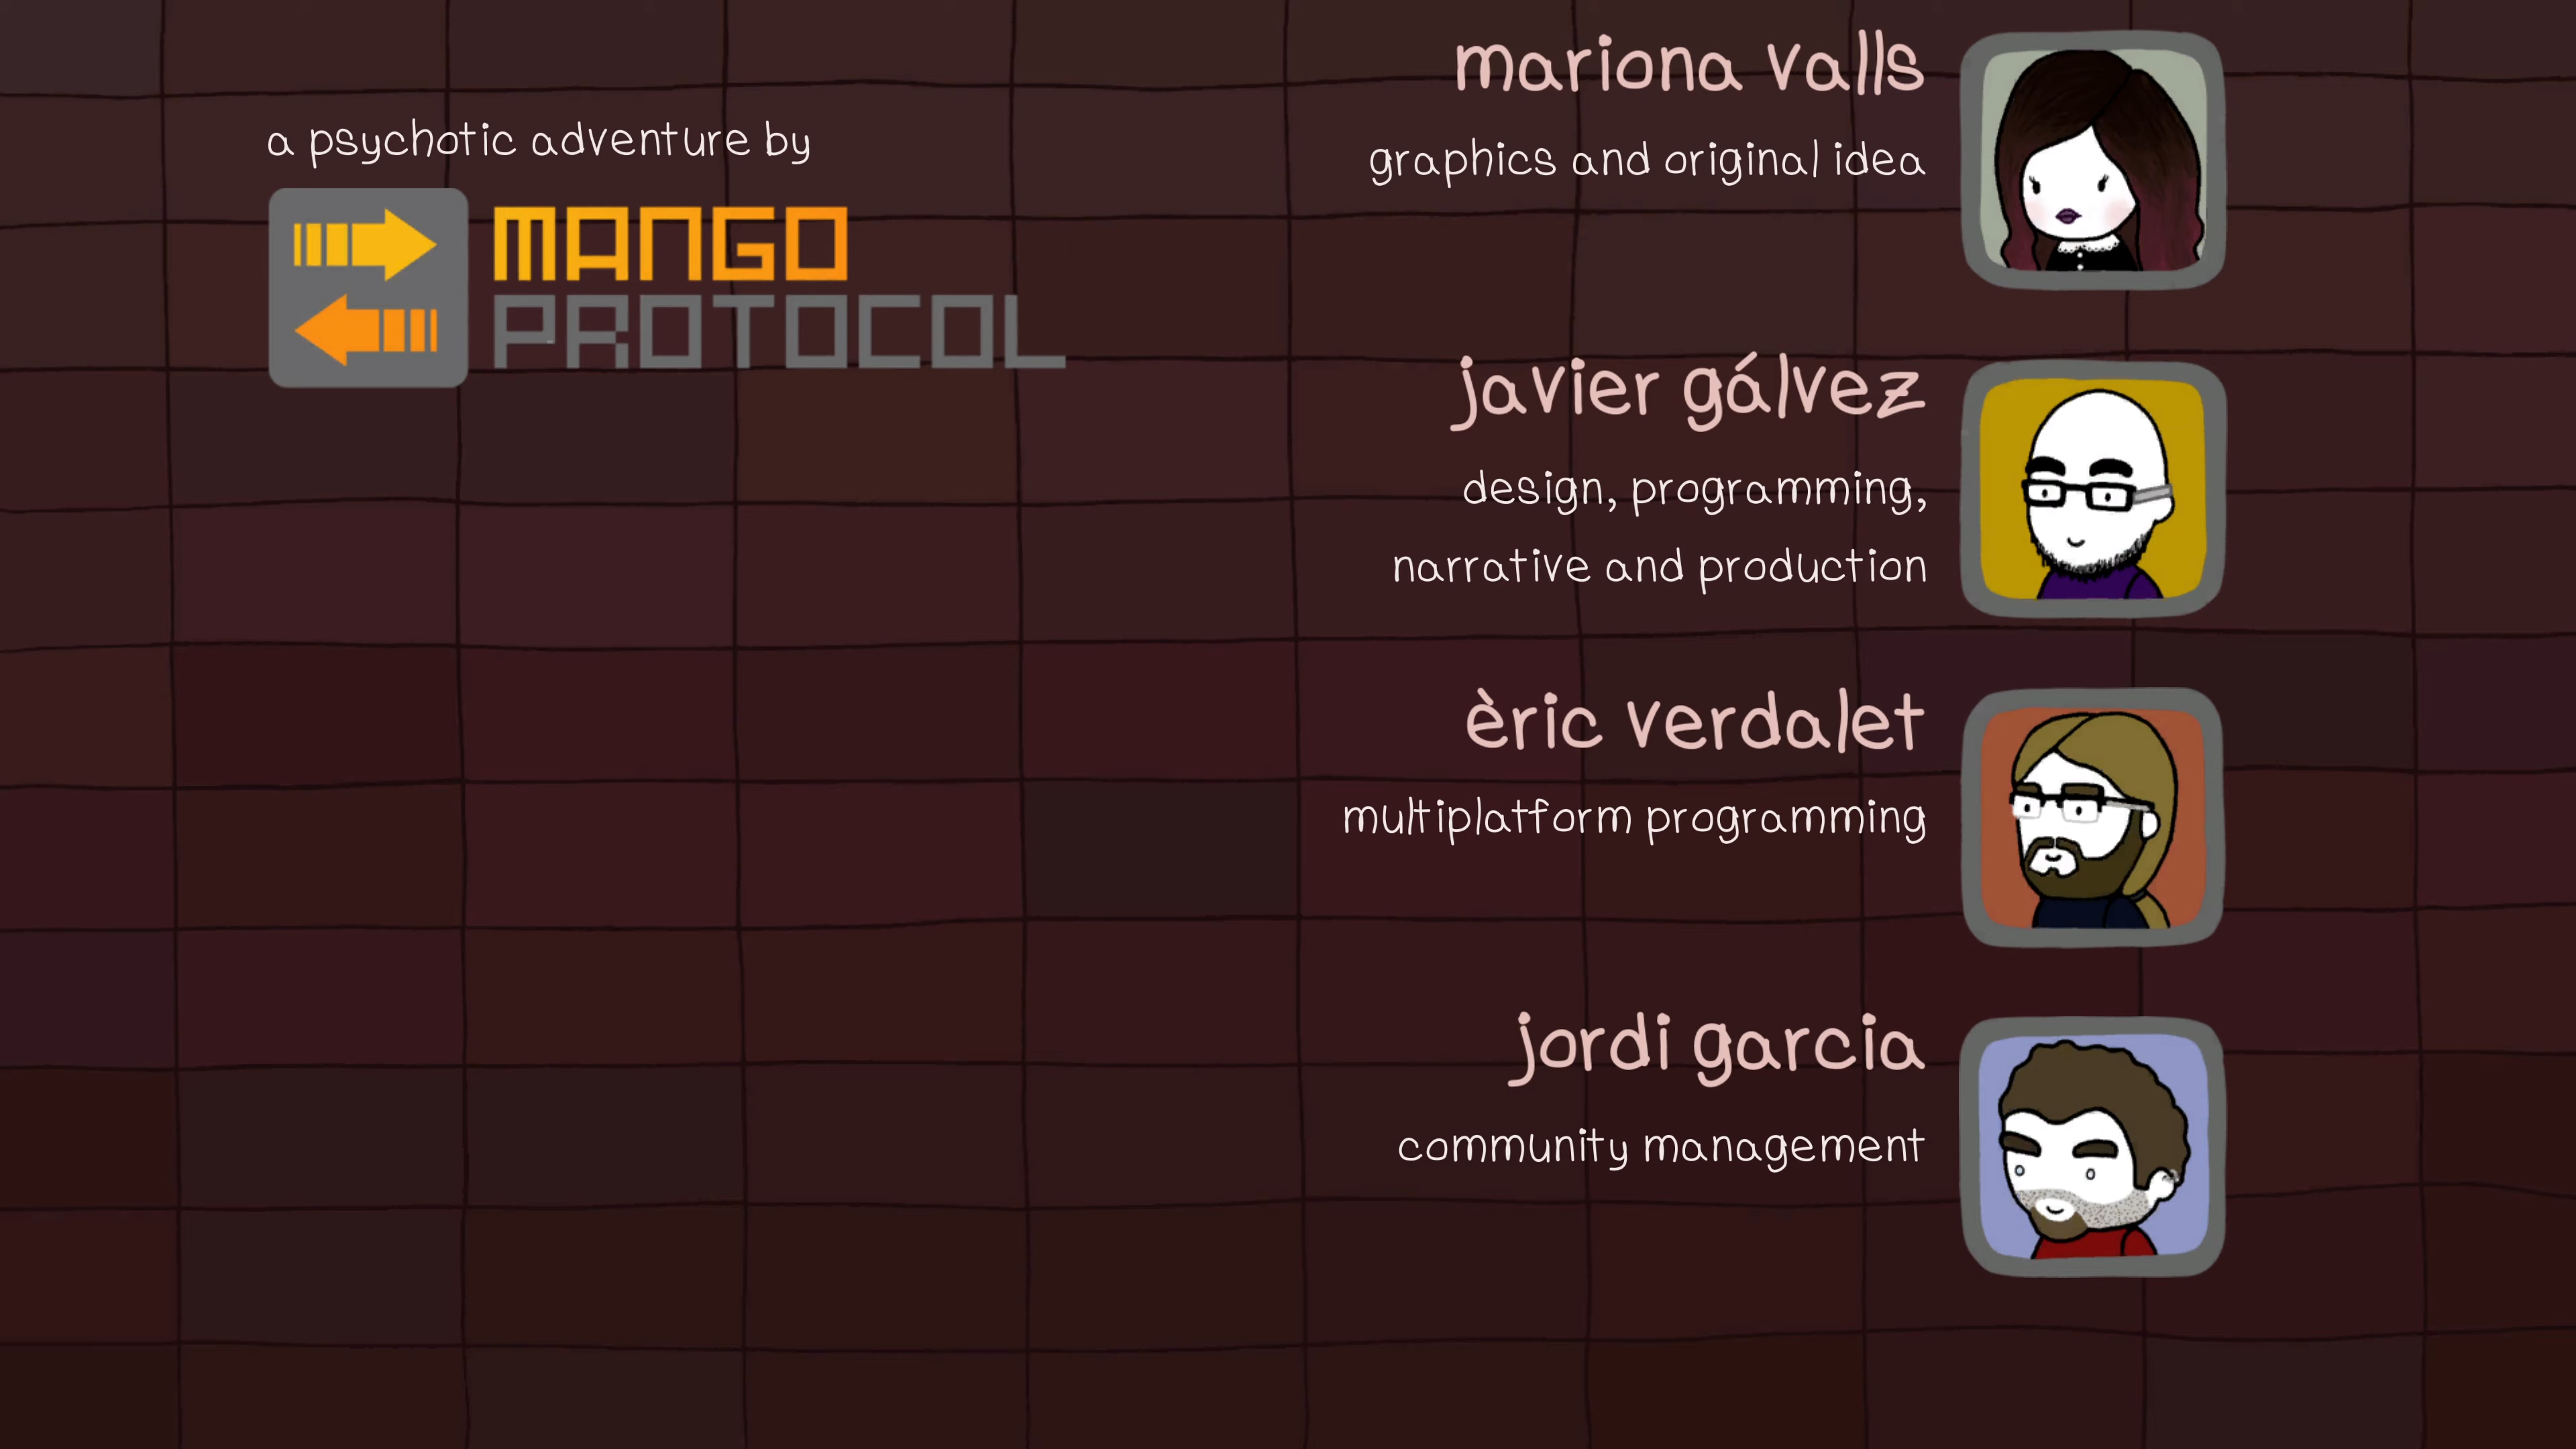 a psychotic adventure by
MANGO
PROTOCOL
mariona valls
graphics and original idea
javier gálvez
design, programming,
narrative and production
èric verdalet
multiplatform programming
jordi garcia
community management